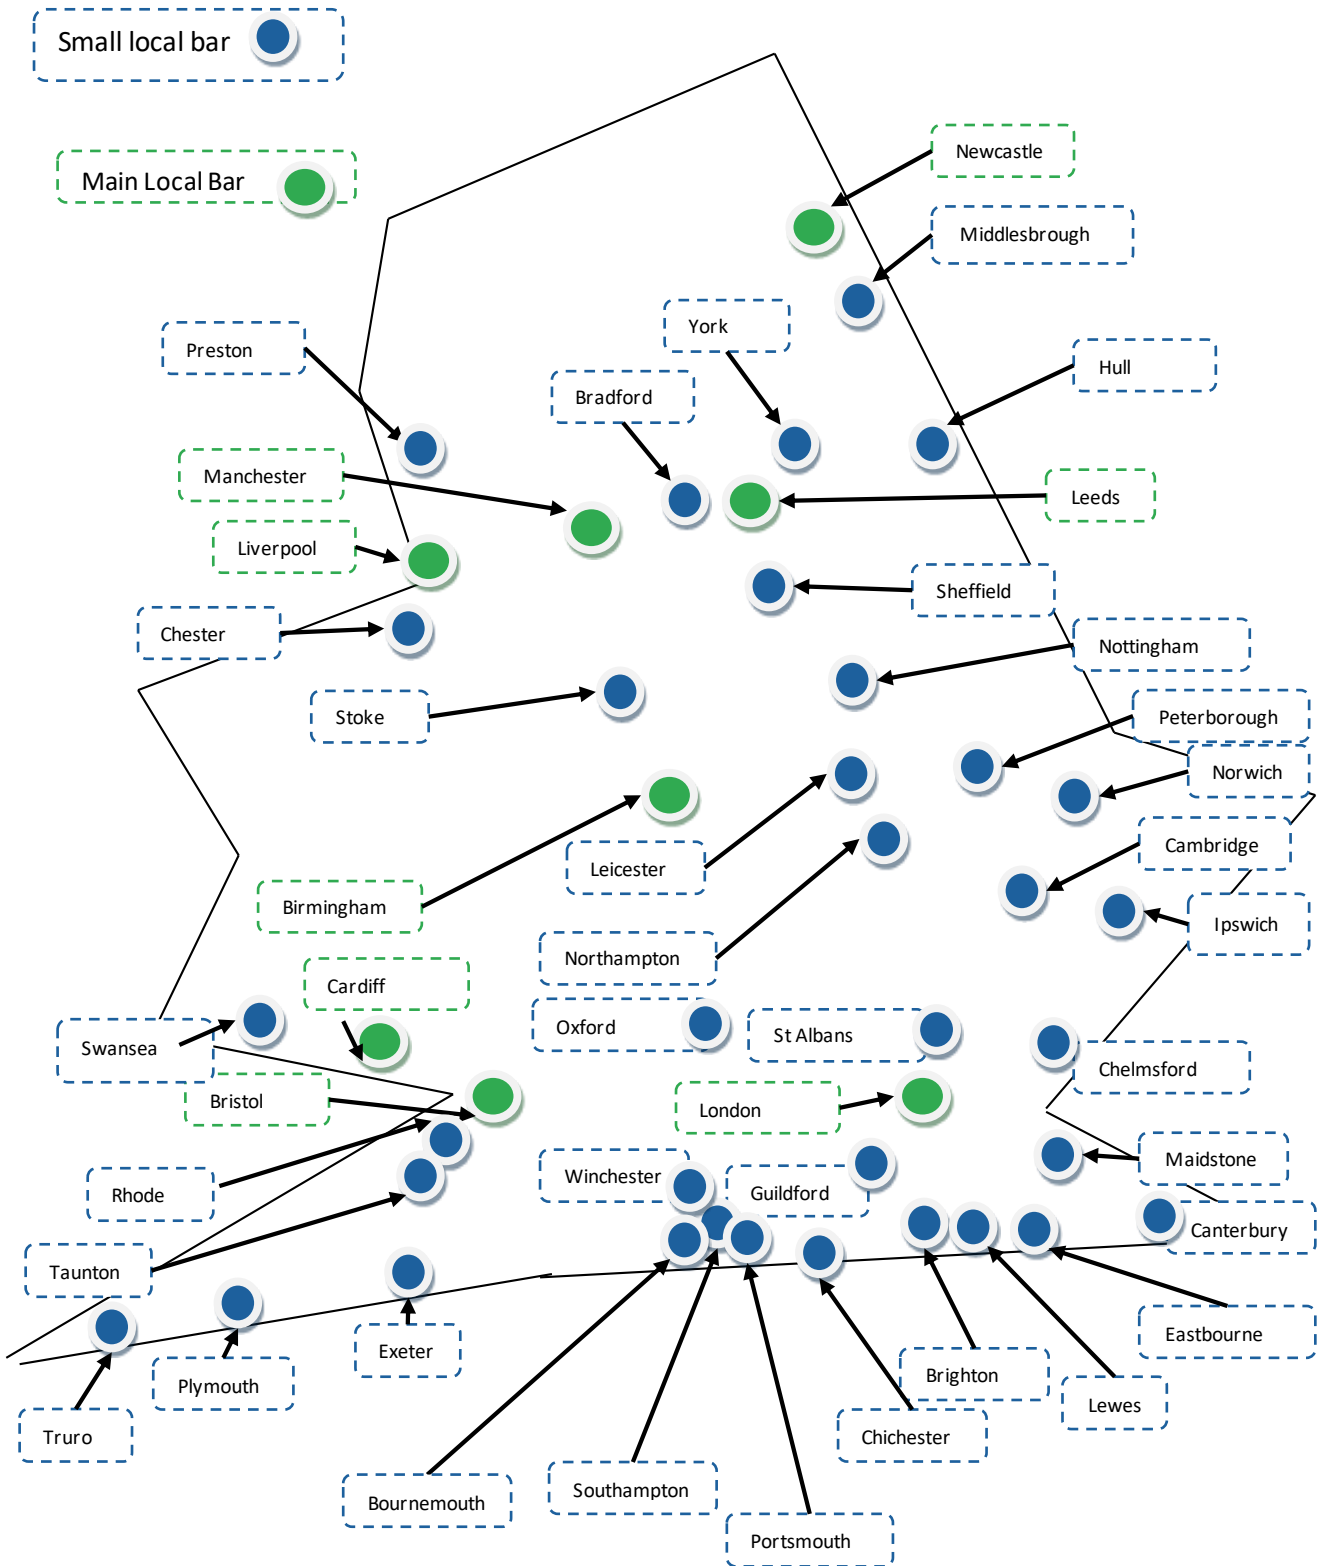 Small local bar
Main Local Bar
Newcastle
Middlesbrough
York
Preston
Hull
Bradford
Manchester
Leeds
Liverpool
Sheffield
Chester
Nottingham
Stoke
Peterborough
Norwich
Cambridge
Leicester
Birmingham
Ipswich
Northampton
Cardiff
Oxford
St Albans
Swansea
Chelmsford
Bristol
London
Maidstone
Winchester
Guildford
Rhode
Canterbury
Taunton
Eastbourne
Exeter
Brighton
Plymouth
Lewes
Truro
Chichester
Southampton
Bournemouth
Portsmouth